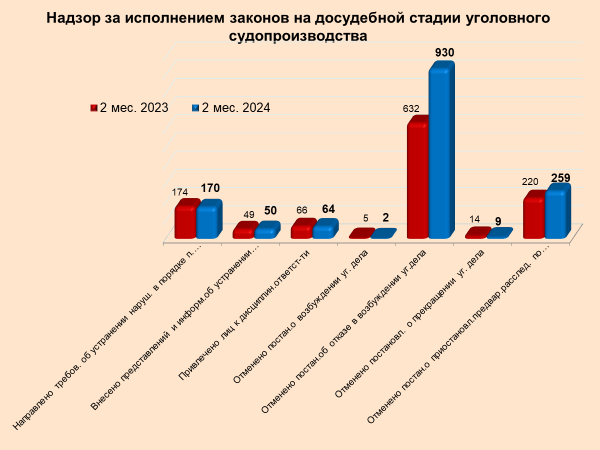 Надзор за исполнением законов на досудебной стадии уголовного
судопроизводства
2 мес. 2023
2 мес. 2024
174
170
49
50
66
64
5
2
632
930
14
9
220
259
Направлено требов. об устранении наруш. в порядке п.…
Внесено представлений и информ.об устранении…
Привлечено лиц к дисциплин.ответст-ти
Отменено постан.о возбуждении уг. дела
Отменено постан.об отказе в возбуждении уг.дела
Отменено постановл. о прекращении уг. дела
Отменено постан.о приостановл.предвар.расслед. по…